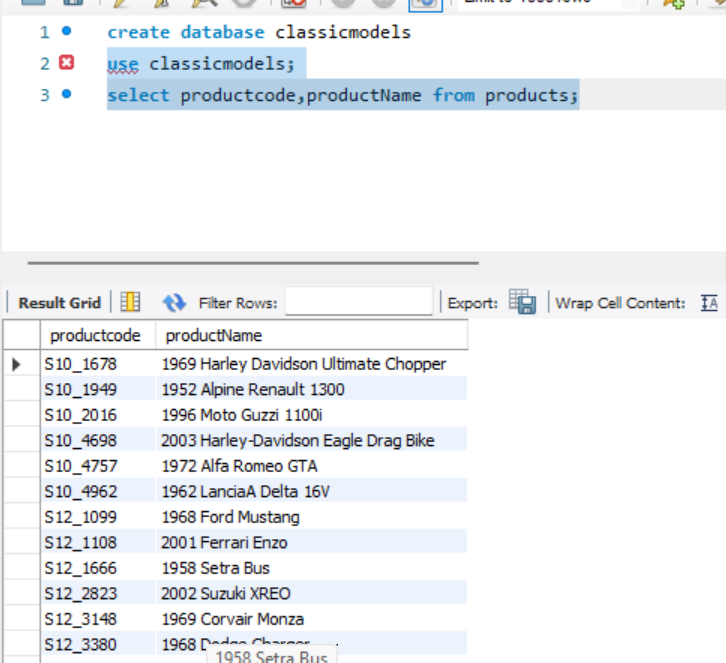 1 create database classicmodels
2 use classicmodels;
3 select productcode,productName from products;
Result Grid Filter Rows: Export: Wrap Cell Content: IA
productcode productName
S10_1678 1969 Harley Davidson Ultimate Chopper
S10_1949 1952 Alpine Renault 1300
S10_2016 1996 Moto Guzzi 1100i
S10_4698 2003 Harley-Davidson Eagle Drag Bike
S10_4757 1972 Alfa Romeo GTA
S10_4962 1962 LanciaA Delta 16V
S12_1099 1968 Ford Mustang
S12_1108 2001 Ferrari Enzo
S12_1666 1958 Setra Bus
S12_2823 2002 Suzuki XREO
S12_3148 1969 Corvair Monza
S12_3380 1968 Dodge Charger
1958 Setra Bus